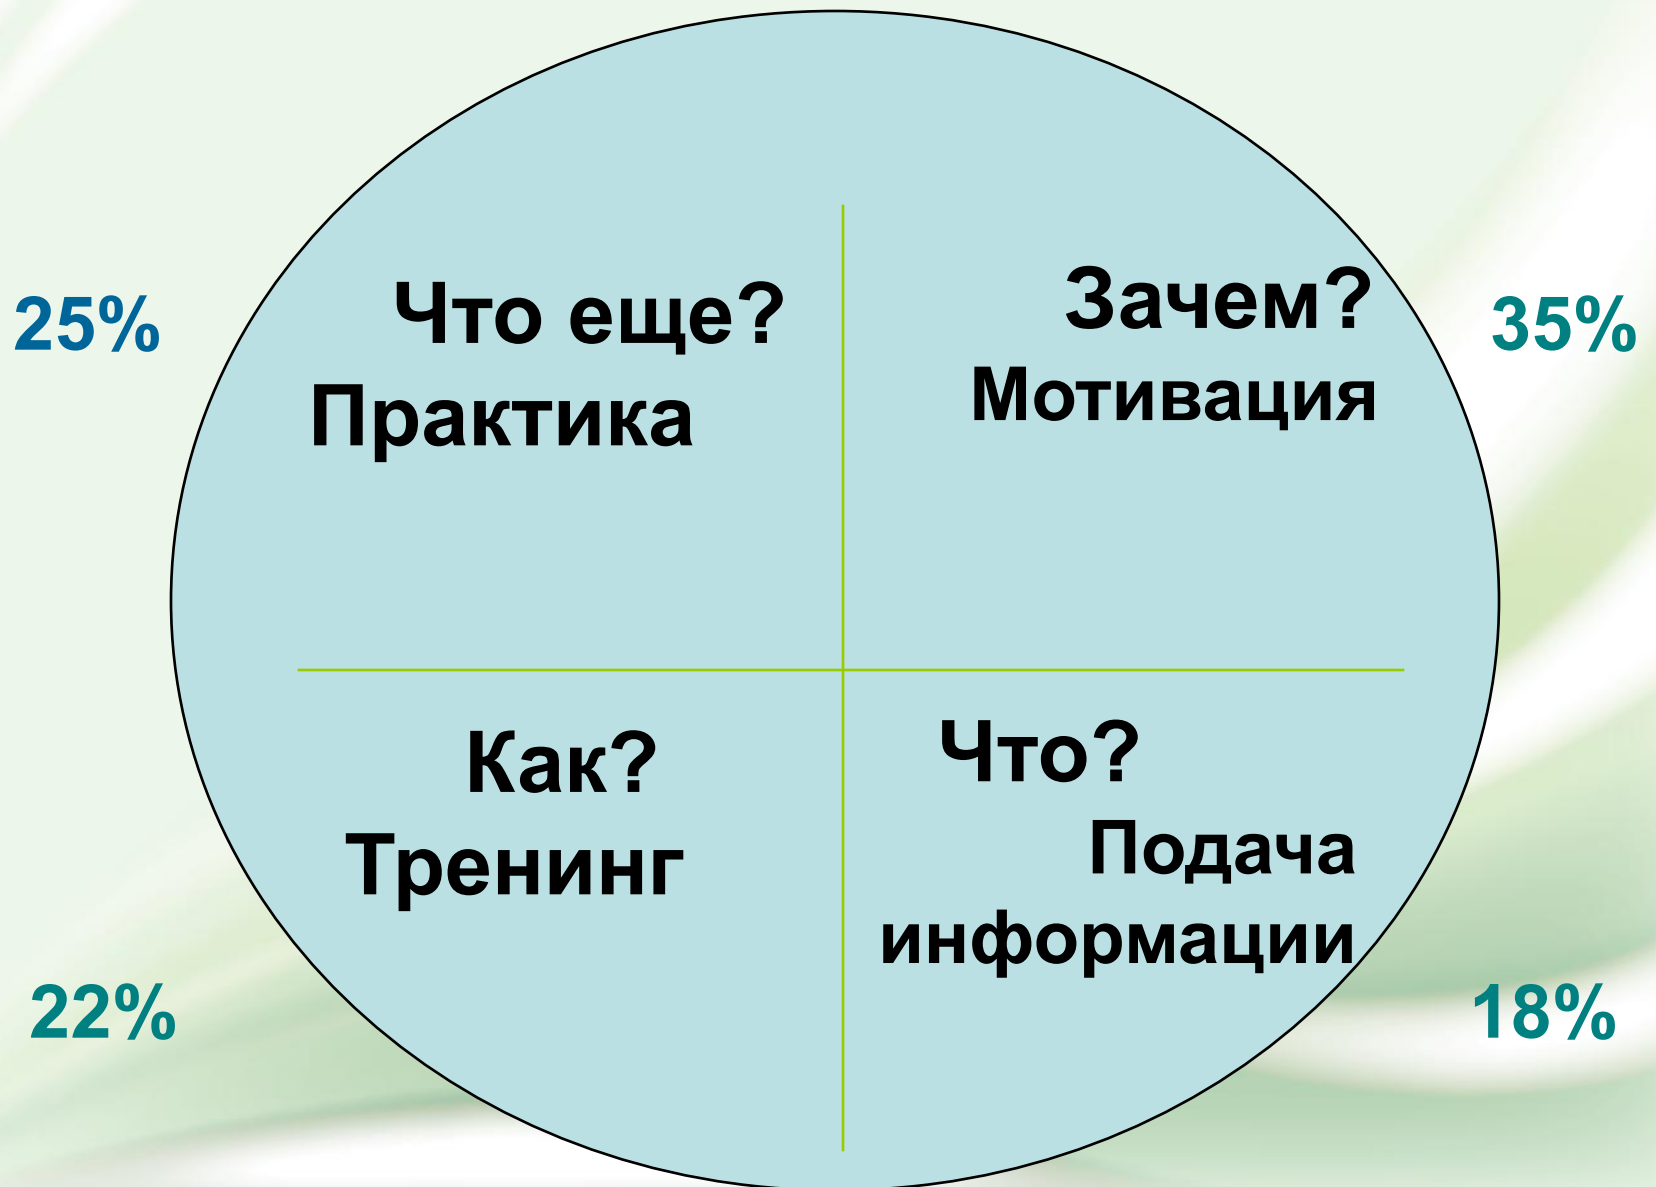 25%
Что еще?
Практика
Зачем?
Мотивация
35%
22%
Как?
Тренинг
Что?
Подача
информации
18%